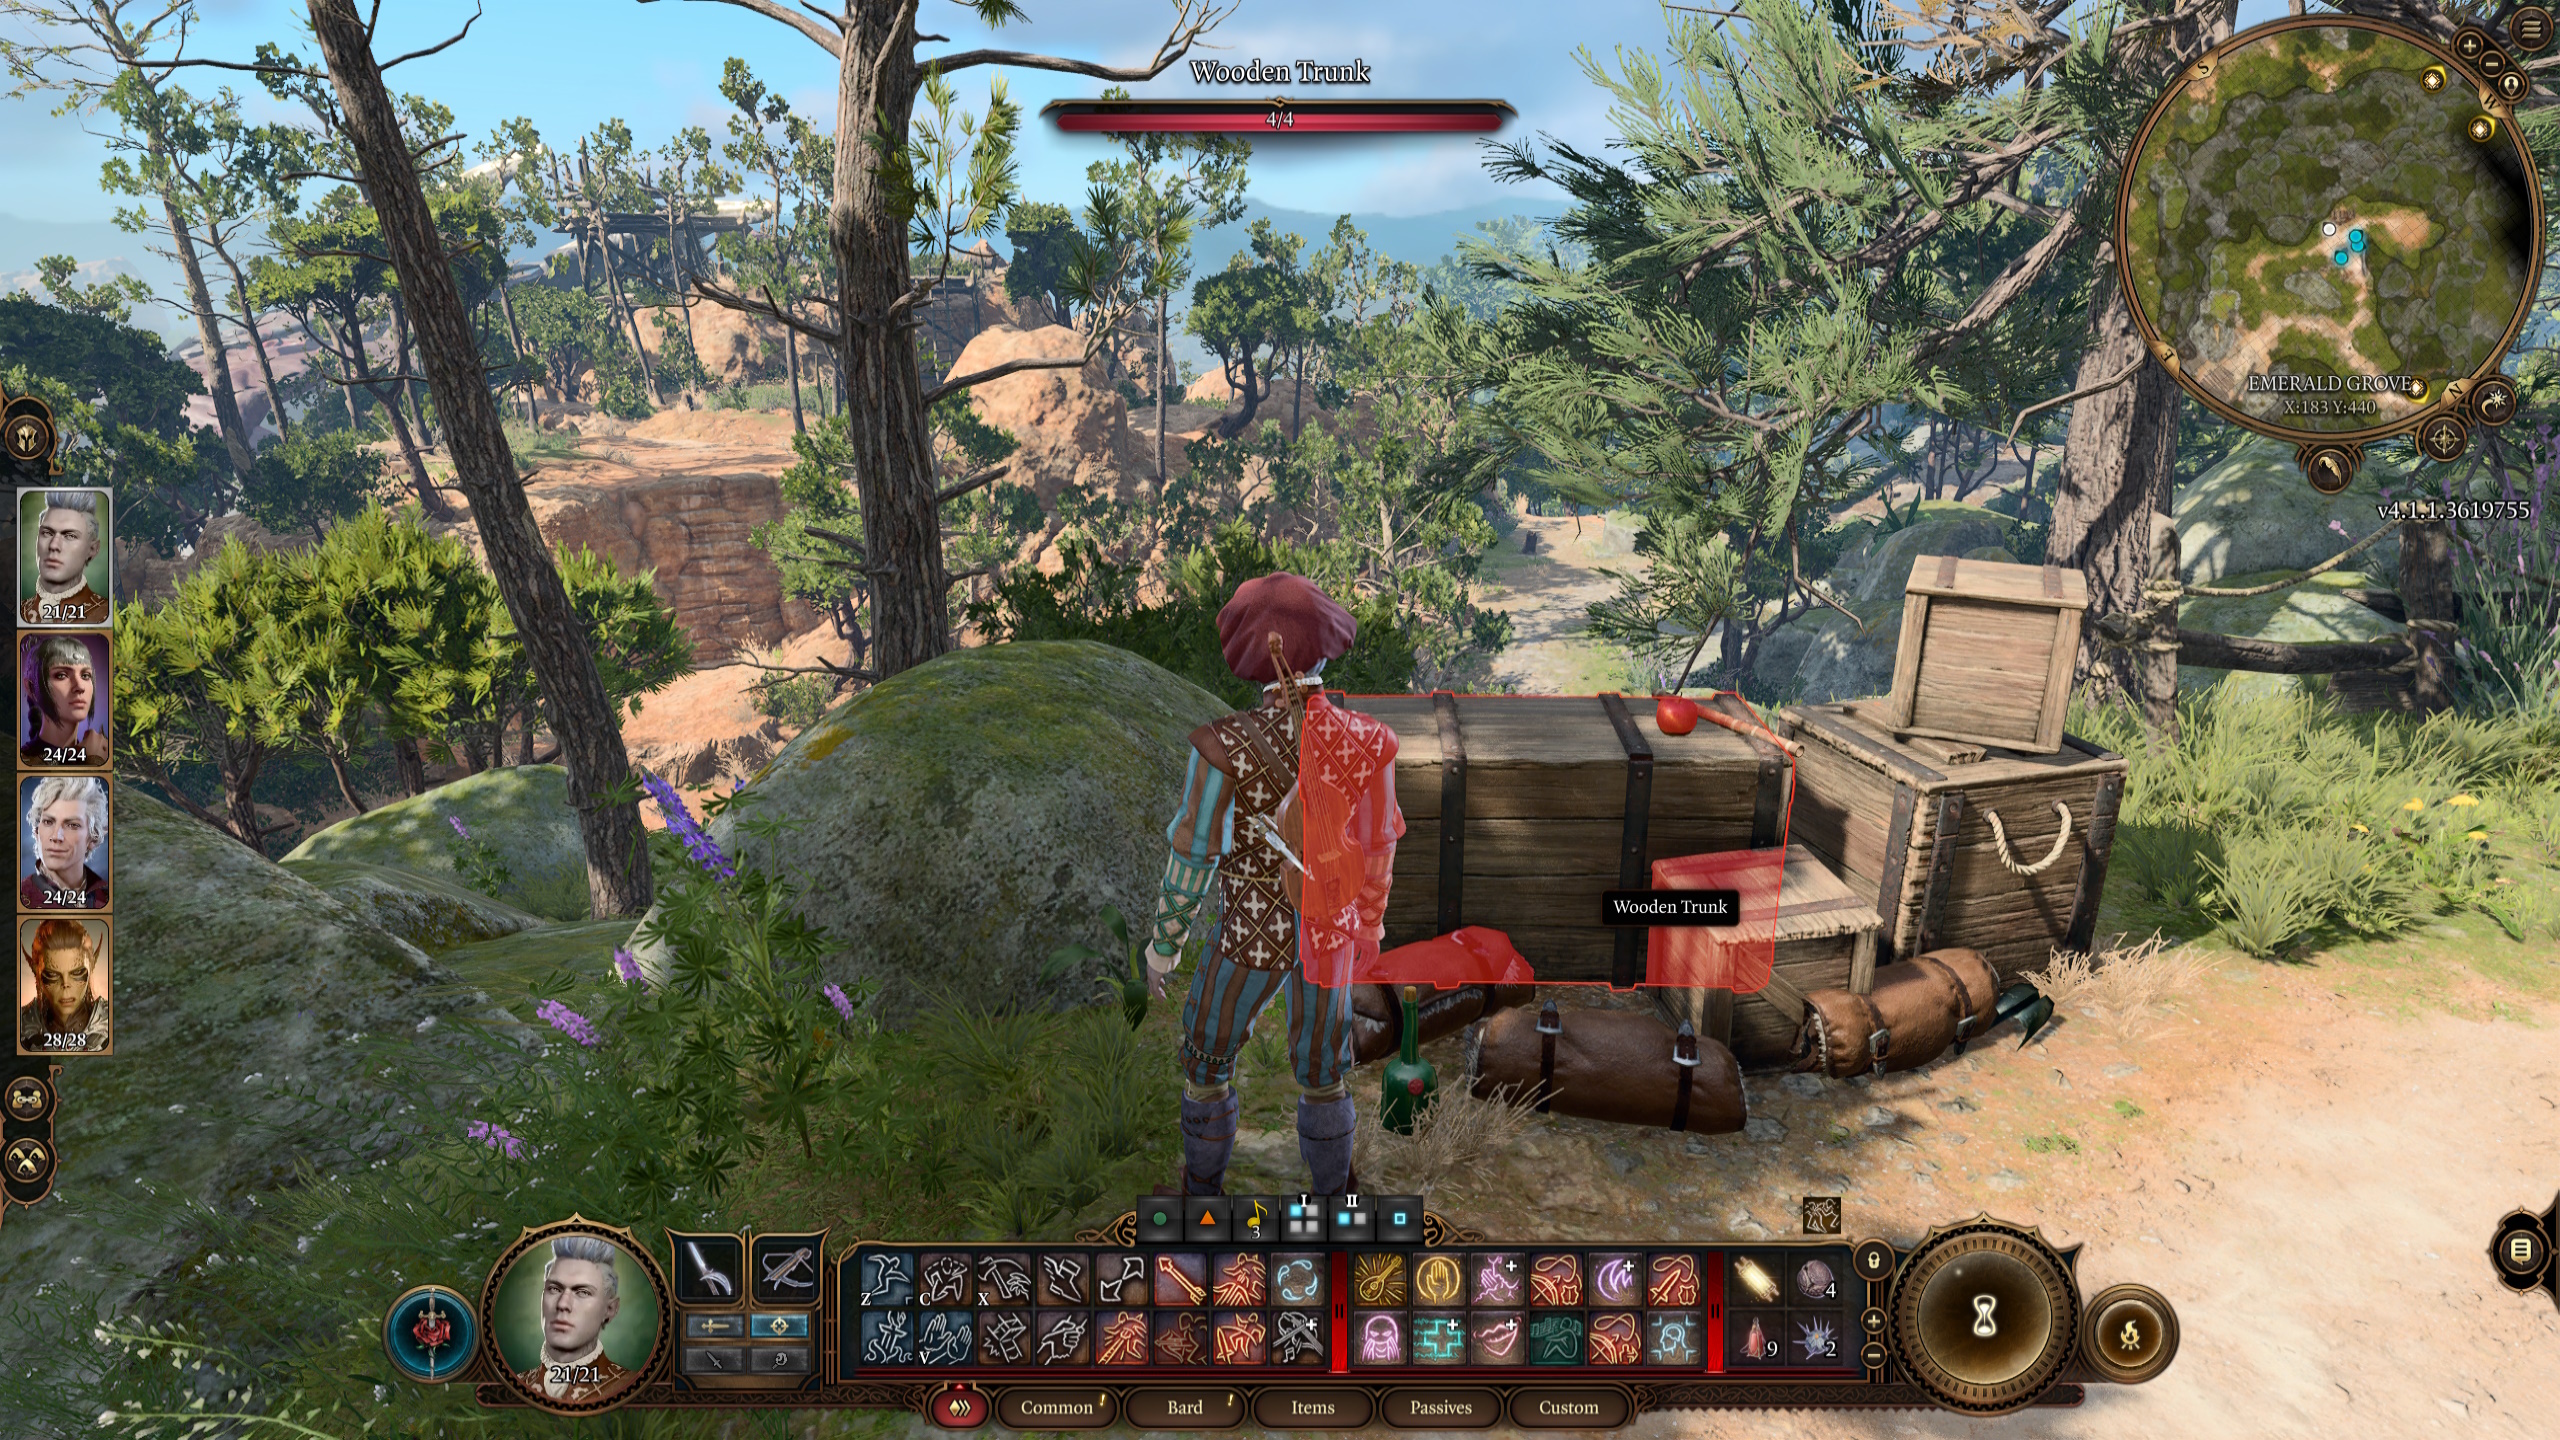 Wooden Trunk
4/4
S
W
E
N
EMERALD GROVE
X:183 Y:440
v4.1.1.3619755
21/21
24/24
24/24
28/28
Wooden Trunk
I
II
3
Z
C
X
4
V
9
2
21/21
Common
Bard
Items
Passives
Custom